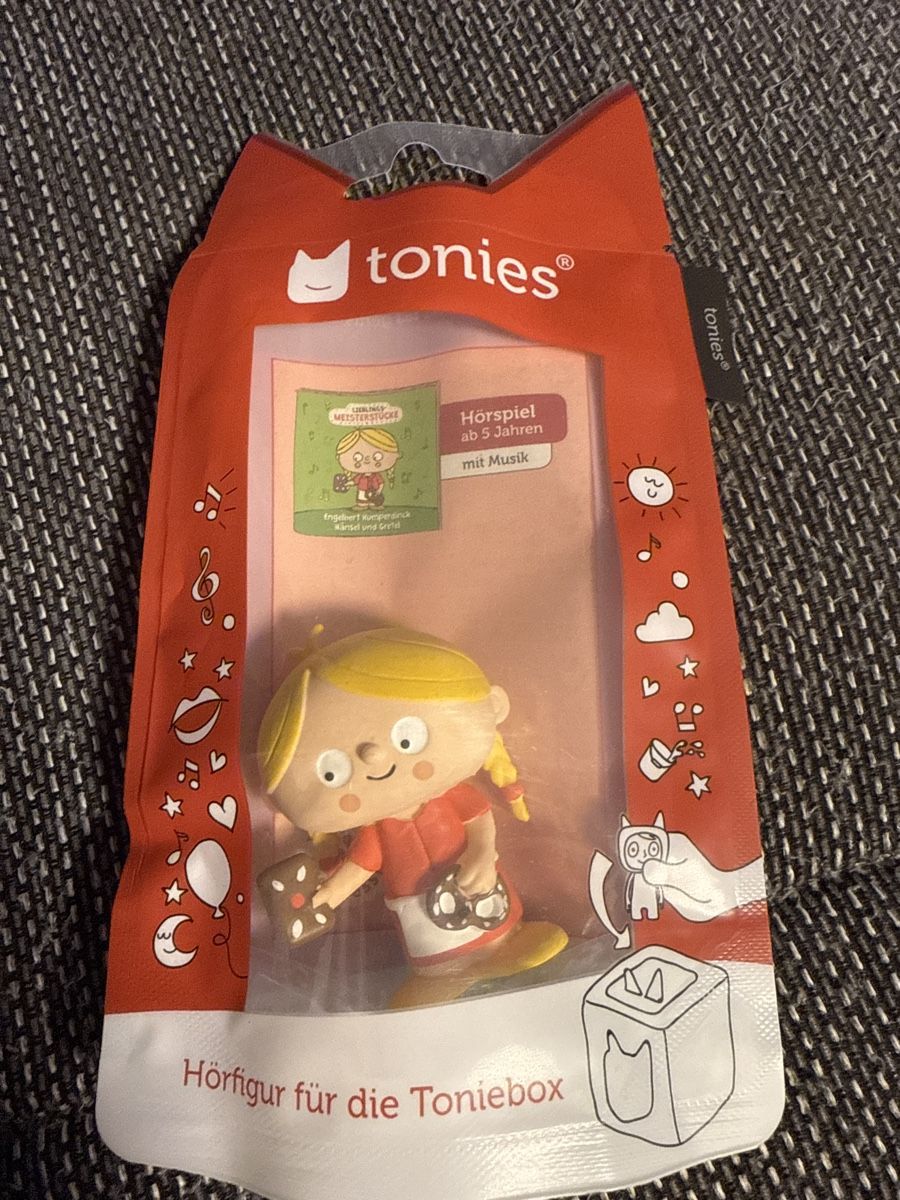 tonies®
tonies®
LIEBLINGS-
MEISTERSTÜCKE
Engelbert Humperdinck
Hänsel und Gretel
Hörspiel
ab 5 Jahren
mit Musik
Hörfigur für die Toniebox